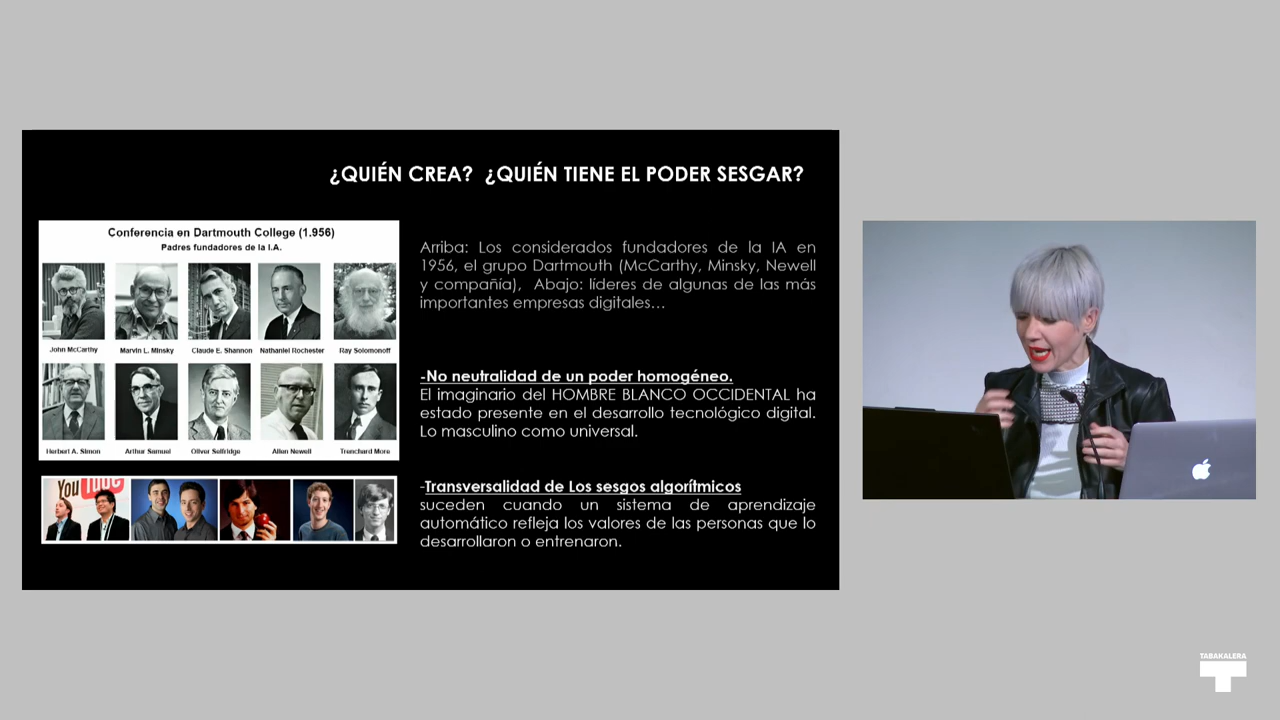 ¿QUIÉN CREA? ¿QUIÉN TIENE EL PODER SESGAR?
Conferencia en Dartmouth College (1.956)
Padres fundadores de la I.A.
John McCarthy Marvin L. Minsky Claude E. Shannon Nathaniel Rochester Ray Solomonoff
Herbert A. Simon Arthur Samuel Oliver Selfridge Allen Newell Trenchard More
You Tube
Arriba: Los considerados fundadores de la IA en
1956, el grupo Dartmouth (McCarthy, Minsky, Newell
y compañía), Abajo: líderes de algunas de las más
importantes empresas digitales…
-No neutralidad de un poder homogéneo.
El imaginario del HOMBRE BLANCO OCCIDENTAL ha
estado presente en el desarrollo tecnológico digital.
Lo masculino como universal.
-Transversalidad de Los sesgos algorítmicos
suceden cuando un sistema de aprendizaje
automático refleja los valores de las personas que lo
desarrollaron o entrenaron.
TABAKALERA